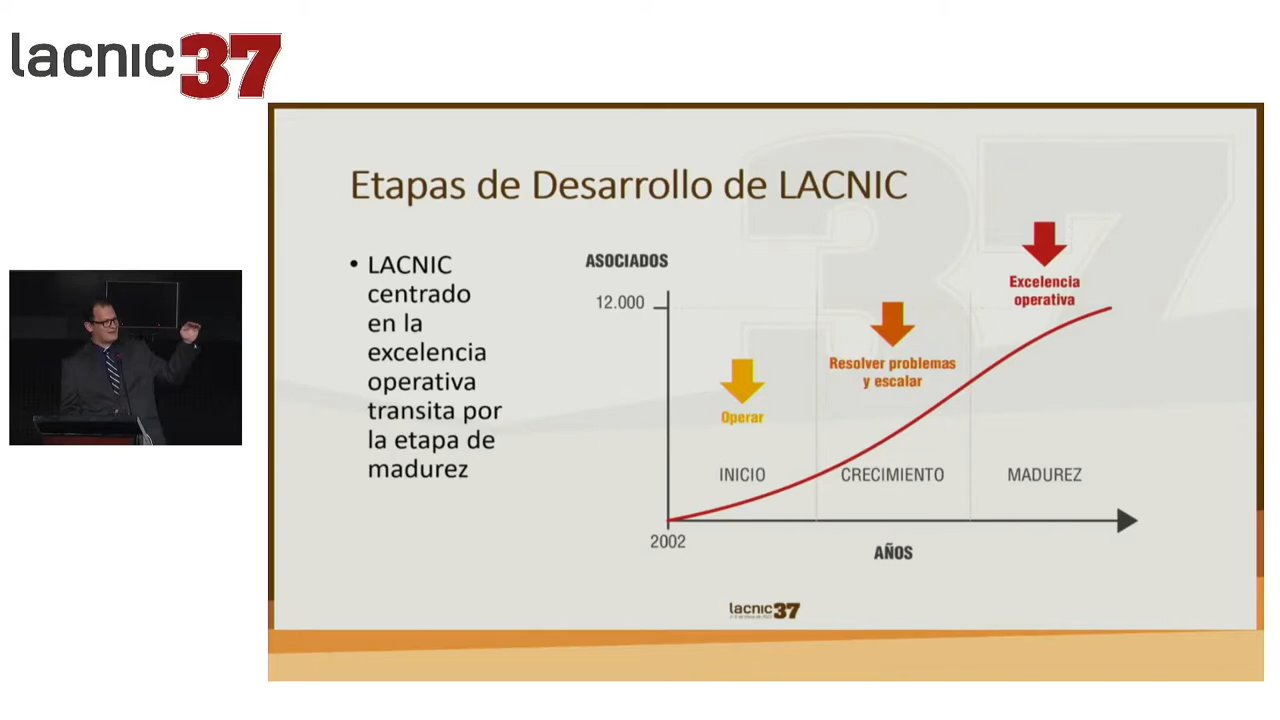 lacnic37
Etapas de Desarrollo de LACNIC
• LACNIC
centrado
en la
excelencia
operativa
transita por
la etapa de
madurez
ASOCIADOS
12.000
Operar
Resolver problemas
y escalar
Excelencia
operativa
INICIO
CRECIMIENTO
MADUREZ
2002
AÑOS
lacnic37